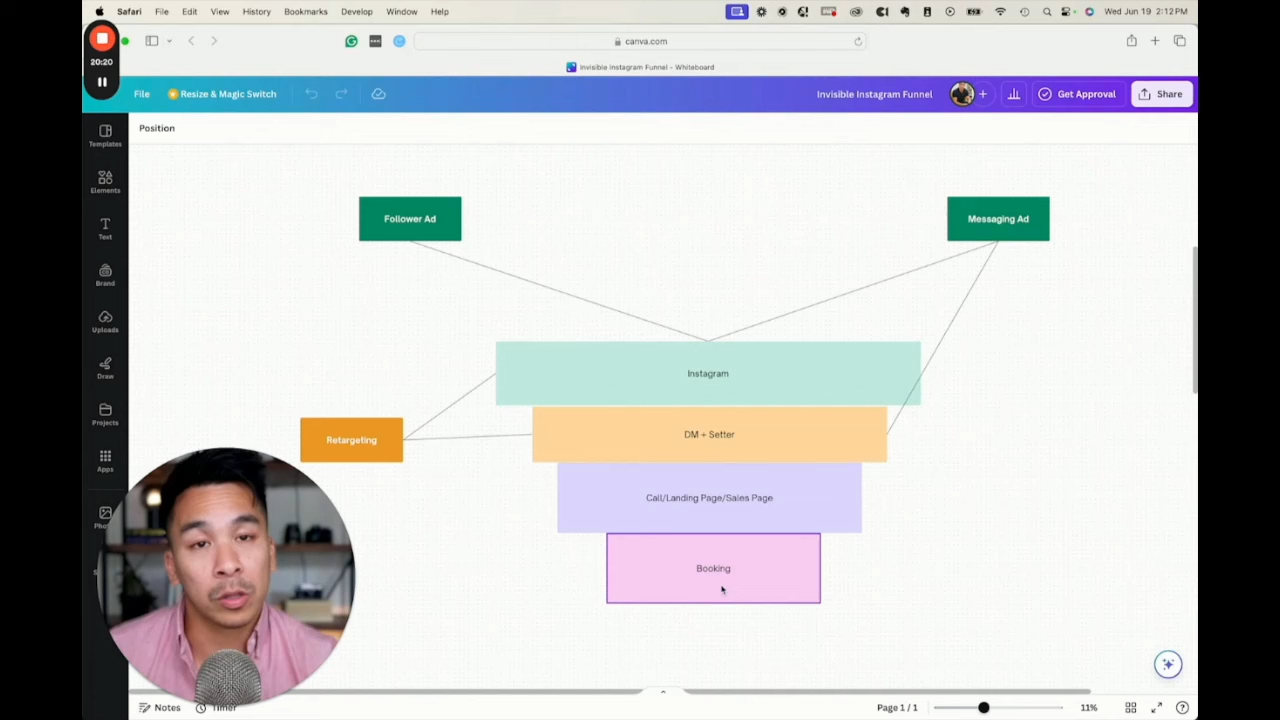 Safari File Edit View History Bookmarks Develop Window Help
Wed Jun 19 2:12PM
20:20
canva.com
Invisible Instagram Funnel - Whiteboard
File Resize & Magic Switch
Invisible Instagram Funnel
Get Approval
Share
Position
Templates
Elements
Text
Brand
Uploads
Draw
Projects
Apps
Follower Ad
Messaging Ad
Instagram
Retargeting
DM + Setter
Call/Landing Page/Sales Page
Booking
Notes
Timer
Page 1 / 1
11%